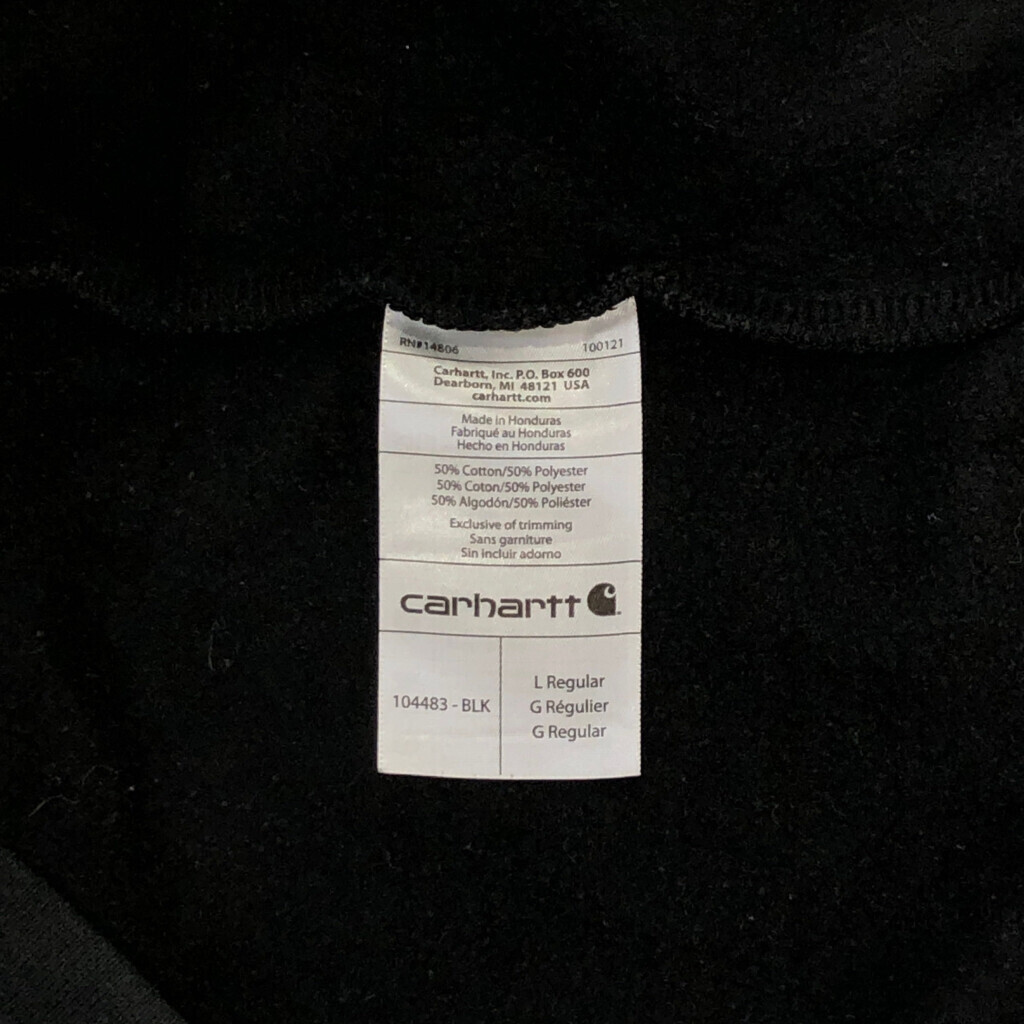 RN#14806 100121
Carhartt, Inc. P.O. Box 600
Dearborn, MI 48121 USA
carhartt.com
Made in Honduras
Fabriqué au Honduras
Hecho en Honduras
50% Cotton/50% Polyester
50% Coton/50% Polyester
50% Algodón/50% Poliéster
Exclusive of trimming
Sans garniture
Sin incluir adorno
carhartt
104483 - BLK
L Regular
G Régulier
G Regular